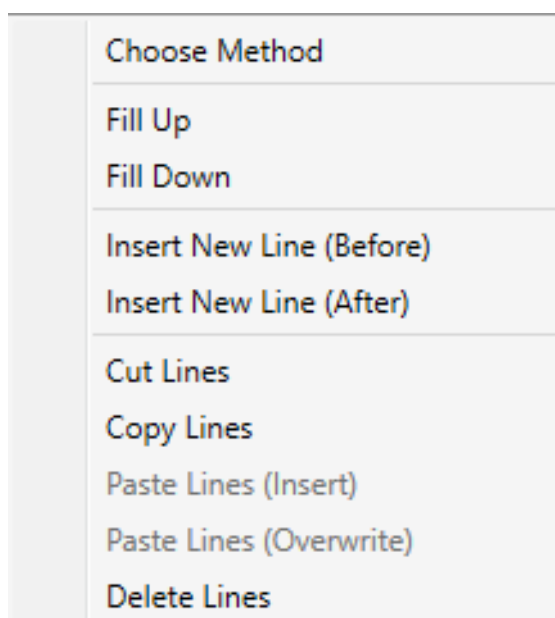 Choose Method
Fill Up
Fill Down
Insert New Line (Before)
Insert New Line (After)
Cut Lines
Copy Lines
Paste Lines (Insert)
Paste Lines (Overwrite)
Delete Lines